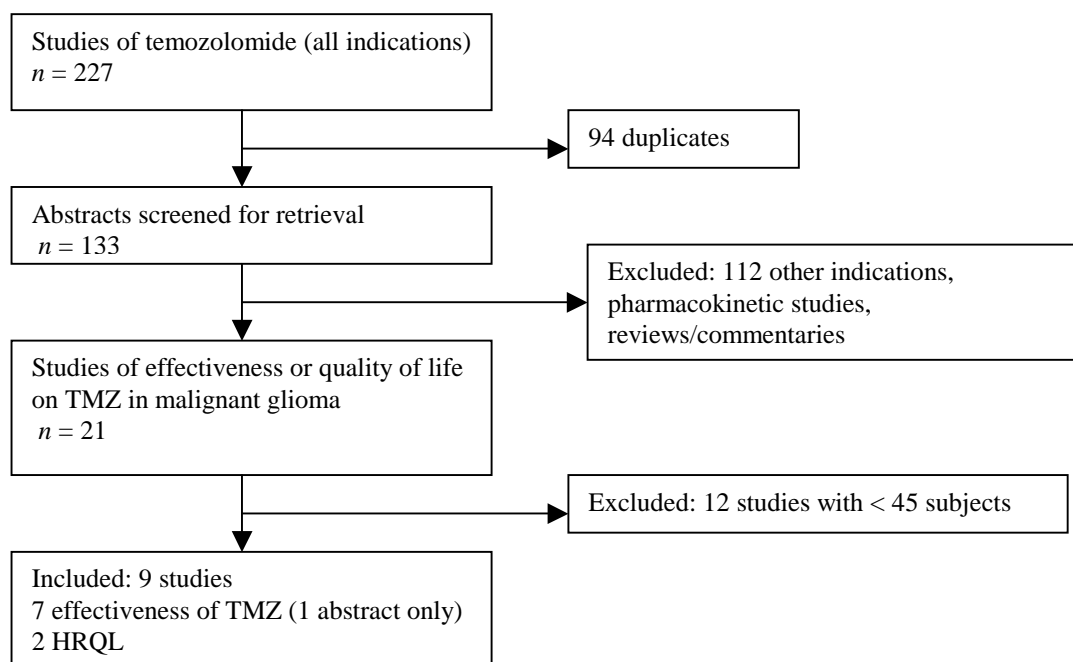 Studies of temozolomide (all indications)
n = 227
94 duplicates
Abstracts screened for retrieval
n = 133
Excluded: 112 other indications,
pharmacokinetic studies,
reviews/commentaries
Studies of effectiveness or quality of life
on TMZ in malignant glioma
n = 21
Excluded: 12 studies with < 45 subjects
Included: 9 studies
7 effectiveness of TMZ (1 abstract only)
2 HRQL